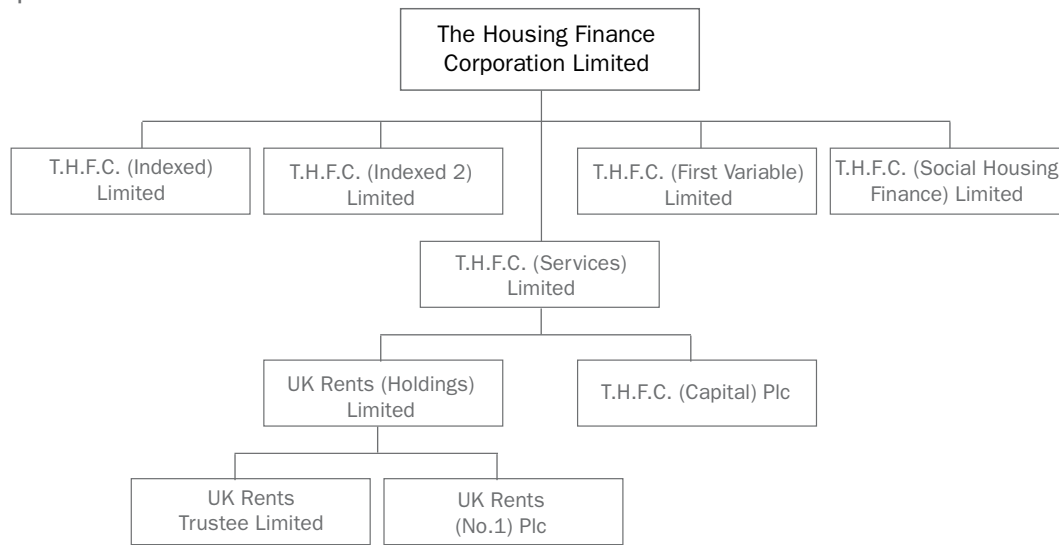 The Housing Finance
Corporation Limited
T.H.F.C. (Indexed)
Limited
T.H.F.C. (Indexed 2)
Limited
T.H.F.C. (First Variable)
Limited
T.H.F.C. (Social Housing
Finance) Limited
T.H.F.C. (Services)
Limited
UK Rents (Holdings)
Limited
T.H.F.C. (Capital) Plc
UK Rents
Trustee Limited
UK Rents
(No.1) Plc